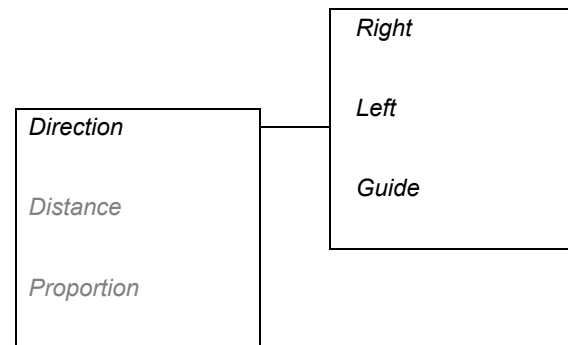 Direction
Distance
Proportion
Right
Left
Guide